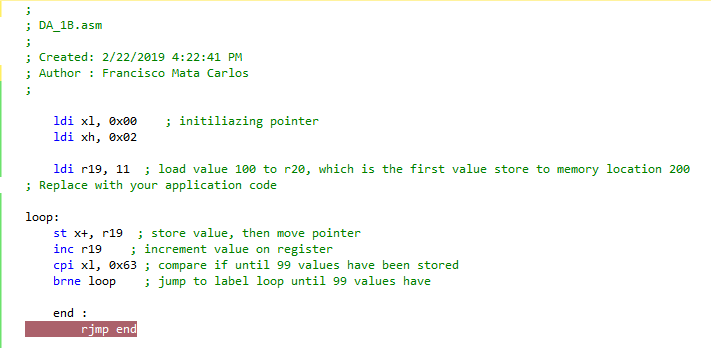 ;
; DA_1B.asm
;
; Created: 2/22/2019 4:22:41 PM
; Author : Francisco Mata Carlos
;
ldi xl, 0x00 ; initiliazing pointer
ldi xh, 0x02
ldi r19, 11 ; load value 100 to r20, which is the first value store to memory location 200
; Replace with your application code
loop:
st x+, r19 ; store value, then move pointer
inc r19 ; increment value on register
cpi xl, 0x63 ; compare if until 99 values have been stored
brne loop ; jump to label loop until 99 values have
end :
rjmp end